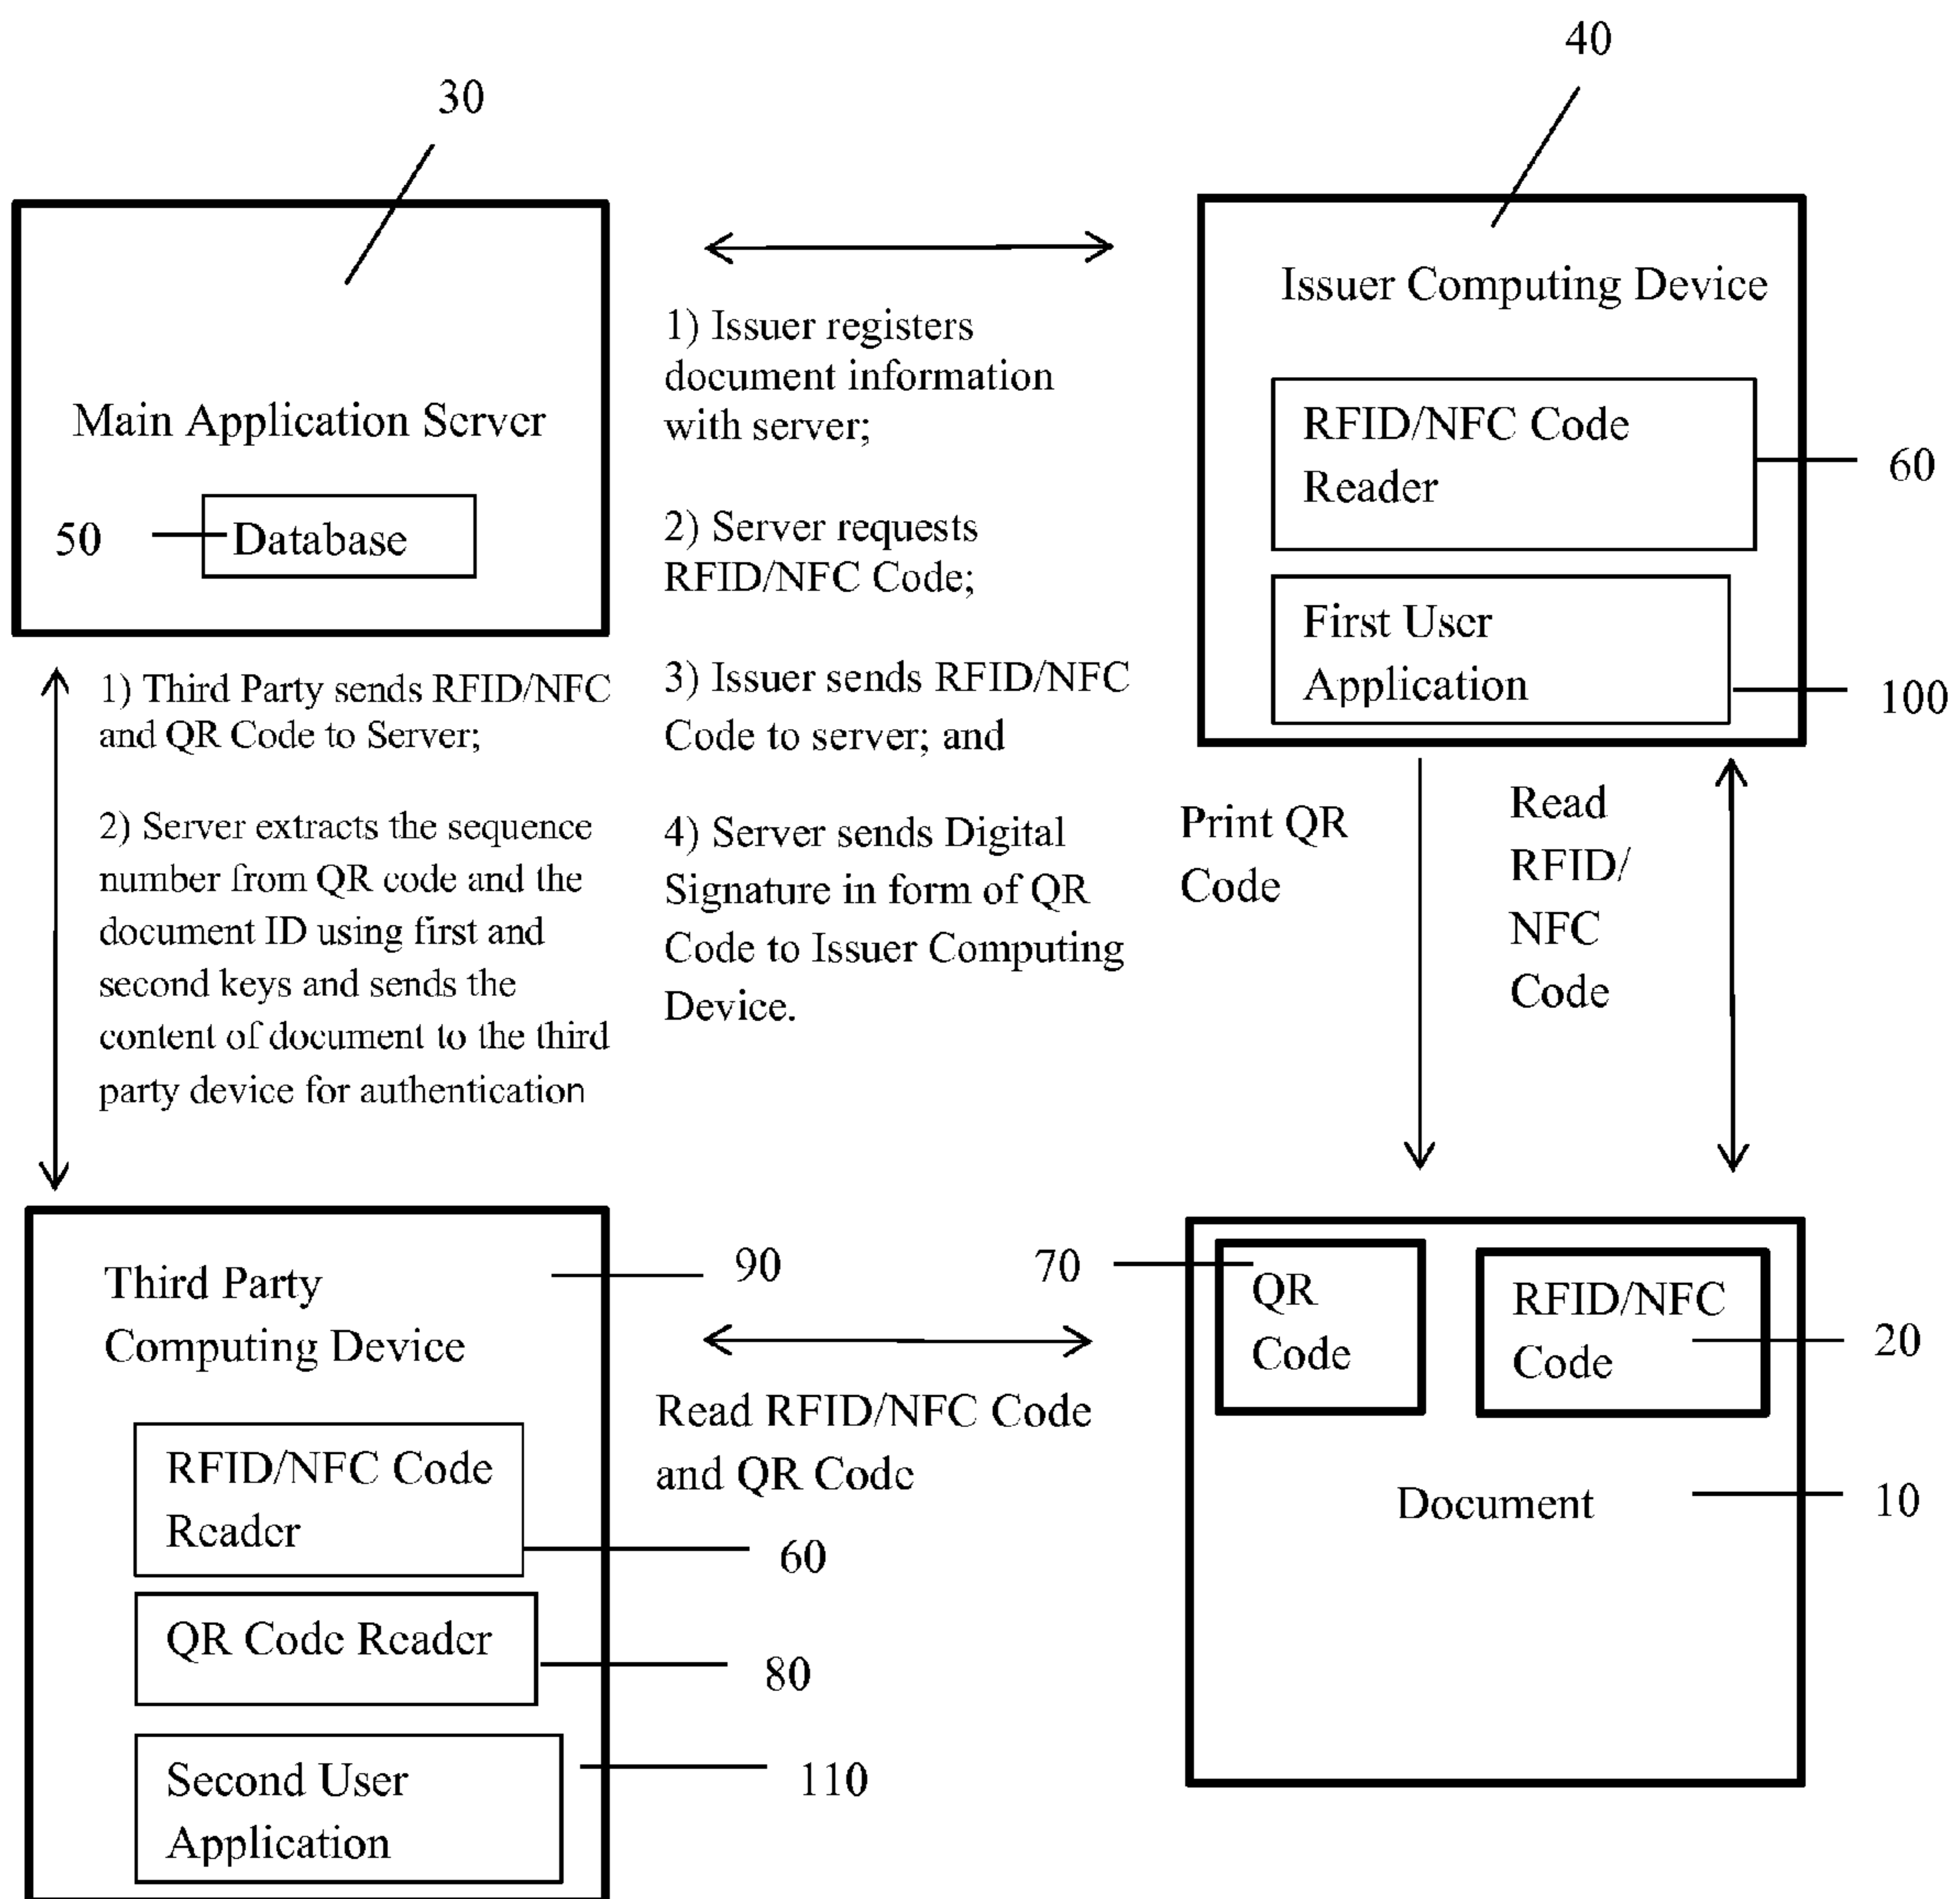 30
40
Main Application Server
50
Database
1) Issuer registers
document information
with server;
2) Server requests
RFID/NFC Code;
3) Issuer sends RFID/NFC
Code to server; and
4) Server sends Digital
Signature in form of QR
Code to Issuer Computing
Device.
Issuer Computing Device
RFID/NFC Code
Reader
60
First User
Application
100
1) Third Party sends RFID/NFC
and QR Code to Server;
2) Server extracts the sequence
number from QR code and the
document ID using first and
second keys and sends the
content of document to the third
party device for authentication
Print QR
Code
Read
RFID/
NFC
Code
Third Party
Computing Device
90
RFID/NFC Code
Reader
60
QR Code Reader
80
Second User
Application
110
Read RFID/NFC Code
and QR Code
70
QR
Code
RFID/NFC
Code
20
Document
10